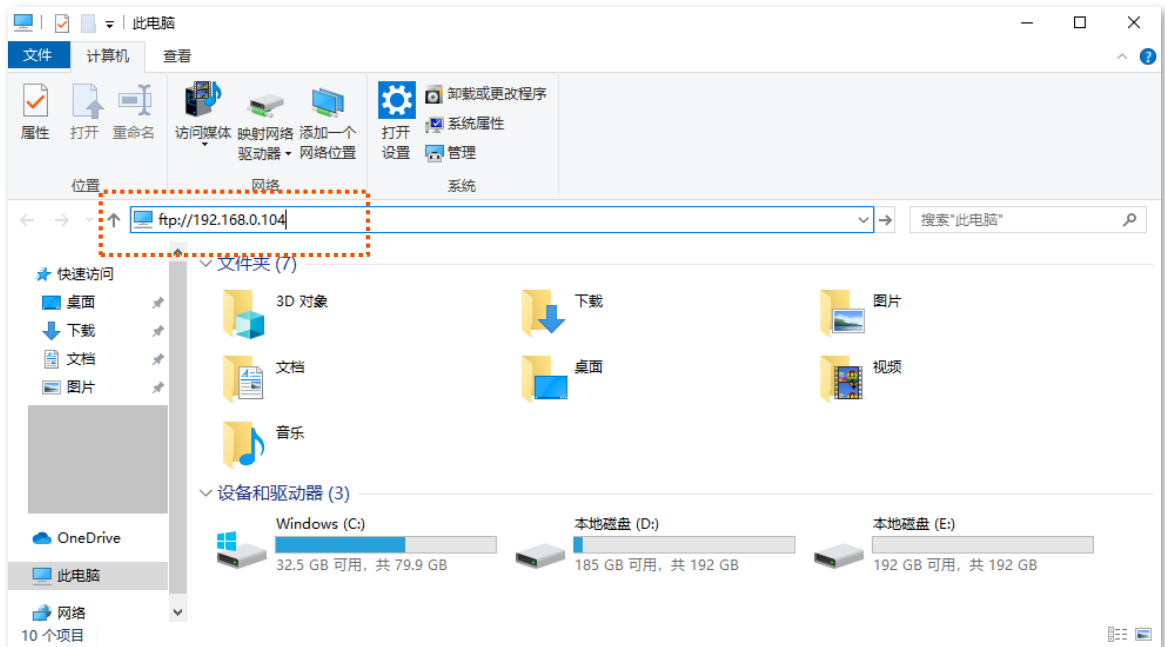 此电脑
文件 计算机 查看
属性 打开 重命名 访问媒体 映射网络驱动器 添加一个网络位置 打开设置 卸载或更改程序
系统属性
管理
位置 网络 系统
ftp://192.168.0.104 搜索"此电脑"
快速访问
桌面
下载
文档
图片
OneDrive
此电脑
网络
文件夹 (7)
3D 对象 下载 图片
文档 桌面 视频
音乐
设备和驱动器 (3)
Windows (C:) 本地磁盘 (D:) 本地磁盘 (E:)
32.5 GB 可用，共 79.9 GB 185 GB 可用，共 192 GB 192 GB 可用，共 192 GB
10 个项目